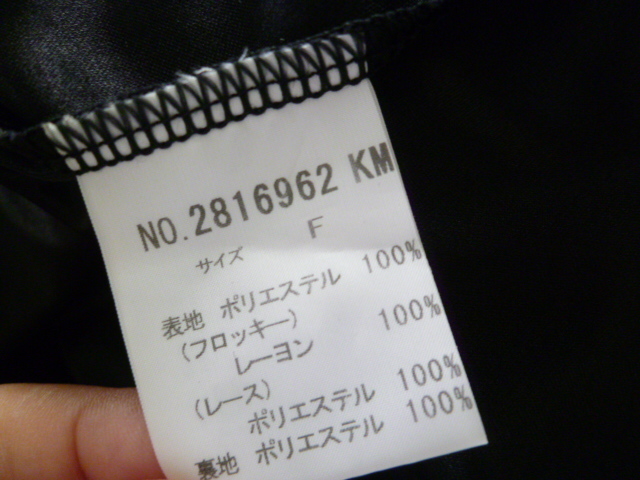 NO.2816962 KM
サイズ F
表地 ポリエステル 100%
(フロッキー)
レーヨン 100%
(レース)
ポリエステル 100%
裏地 ポリエステル 100%